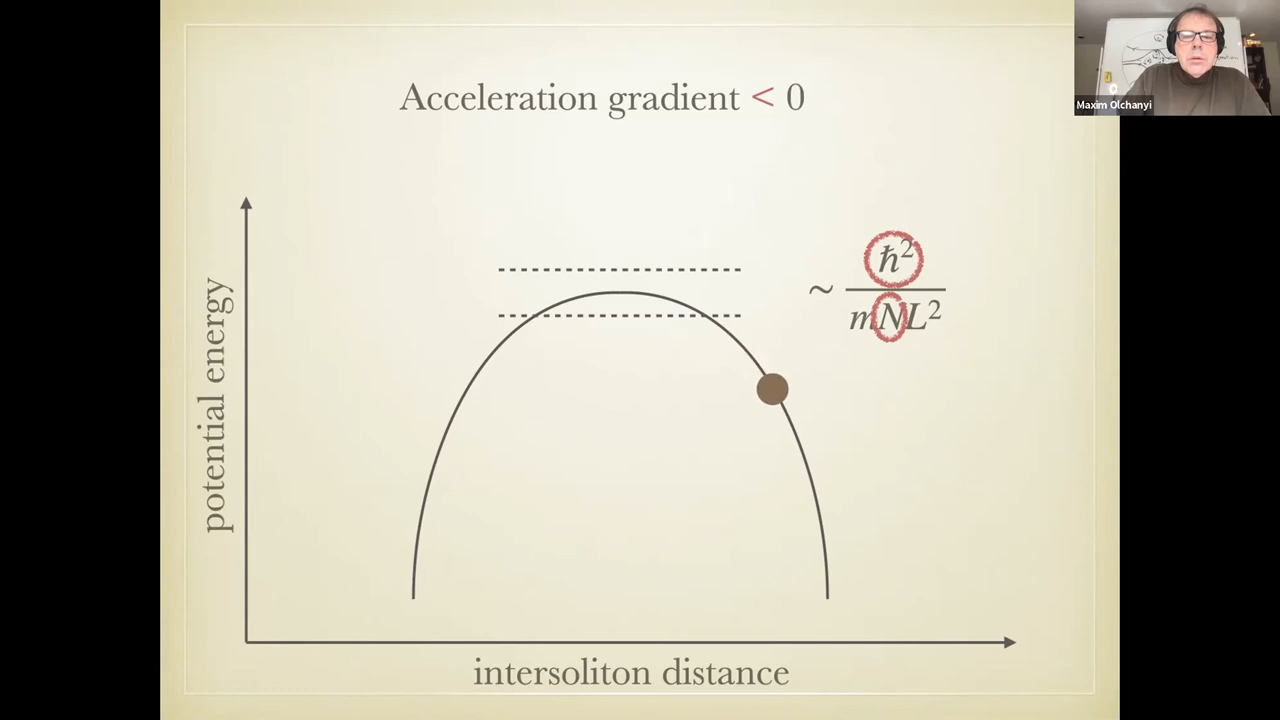 Acceleration gradient < 0
Maxim Olchanyi
potential energy
~ ħ²
mNL²
intersoliton distance